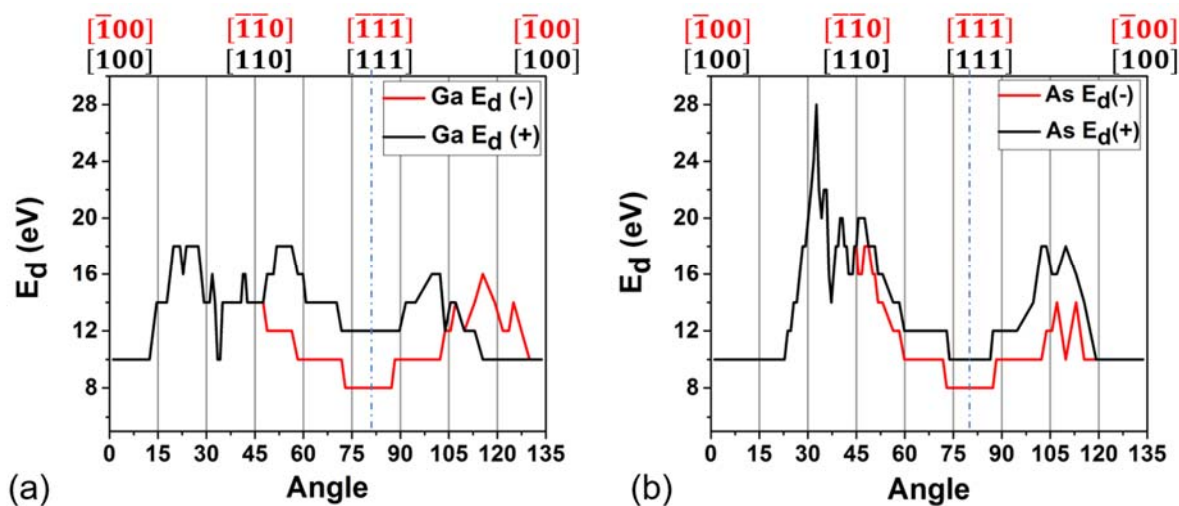 [1̅00] [1̅1̅0] [1̅1̅1̅] [1̅00]
[100] [110] [111] [100]
Ga E_d (-)
Ga E_d (+)
E_d (eV)
28
24
20
16
12
8
0 15 30 45 60 75 90 105 120 135
Angle
(a)
[1̅00] [1̅1̅0] [1̅1̅1̅] [1̅00]
[100] [110] [111] [100]
As E_d(-)
As E_d(+)
E_d (eV)
28
24
20
16
12
8
0 15 30 45 60 75 90 105 120 135
Angle
(b)